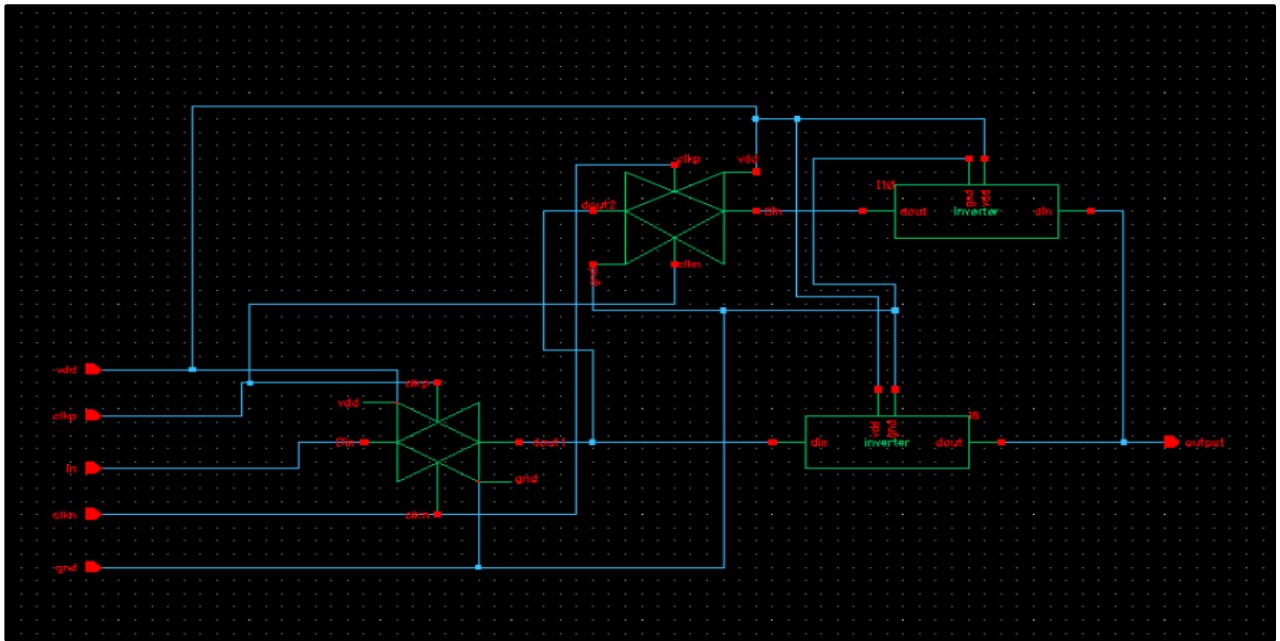 clkp
vdd
dout2
Din
gnd
clkn
I10
gnd
vdd
dout
inverter
din
vdd
clkp
in
clkn
gnd
clkp
vdd
Din
dout1
gnd
clkn
I5
vdd
gnd
din
inverter
dout
output